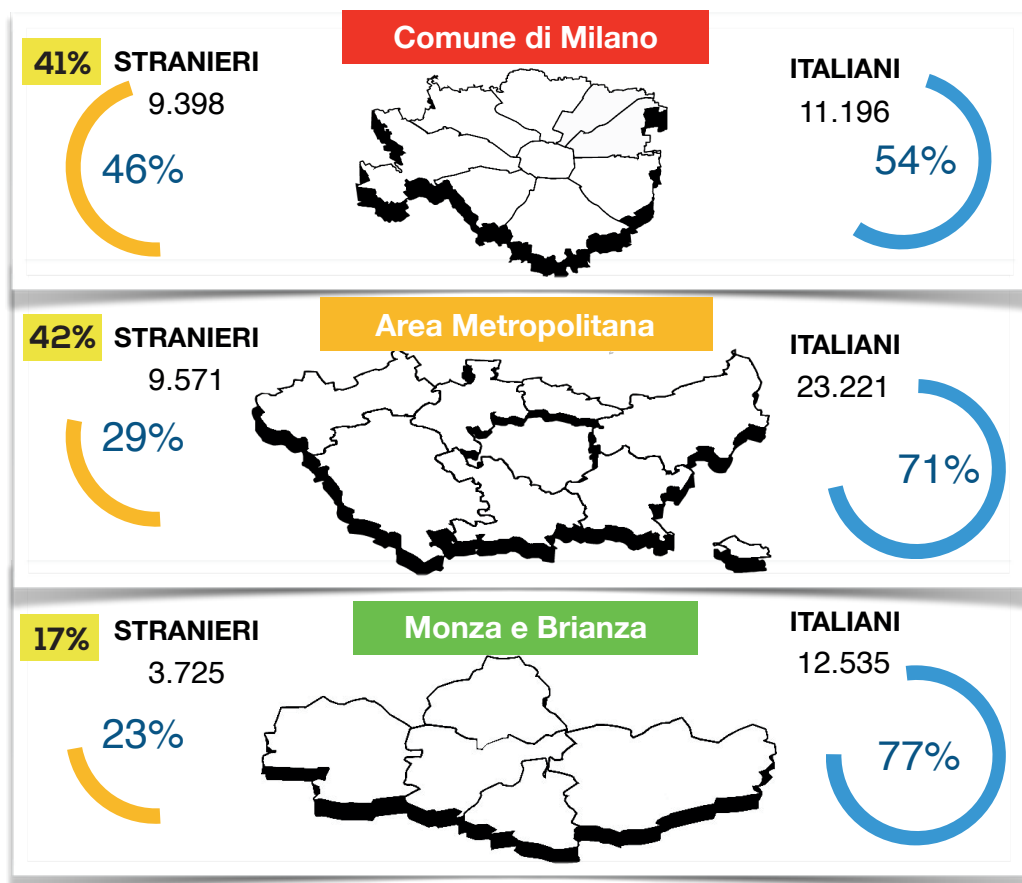 Comune di Milano
41% STRANIERI
9.398
46%
ITALIANI
11.196
54%
Area Metropolitana
42% STRANIERI
9.571
29%
ITALIANI
23.221
71%
Monza e Brianza
17% STRANIERI
3.725
23%
ITALIANI
12.535
77%